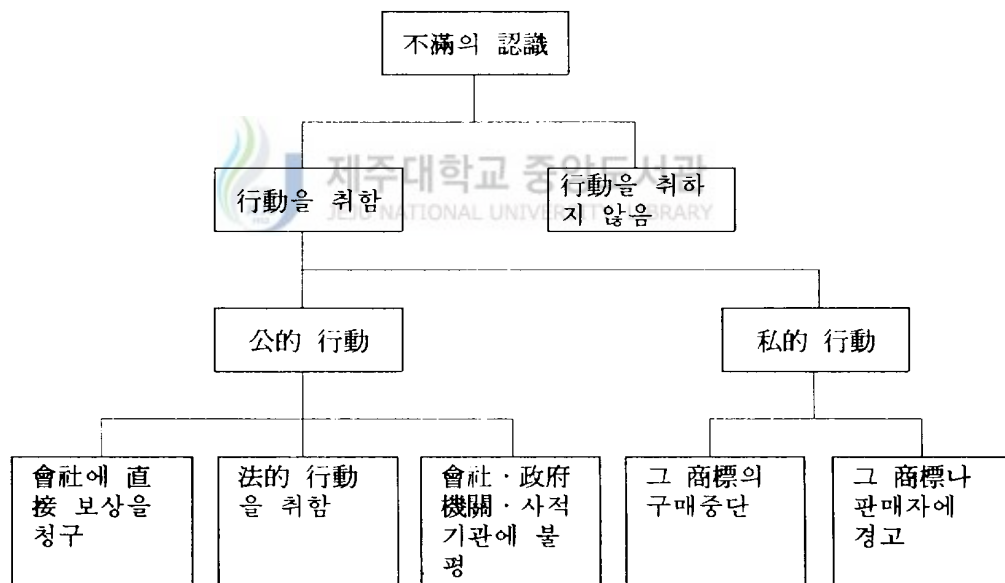 不滿의 認識
제주대학교 중앙도서관
JEJU NATIONAL UNIVERSITY LIBRARY
行動을 취함
行動을 취하
지 않음
公的 行動
私的 行動
會社에 直
接 보상을
청구
法的 行動
을 취함
會社·政府
機關·사적
기관에 불
평
그 商標의
구매중단
그 商標나
판매자에
경고